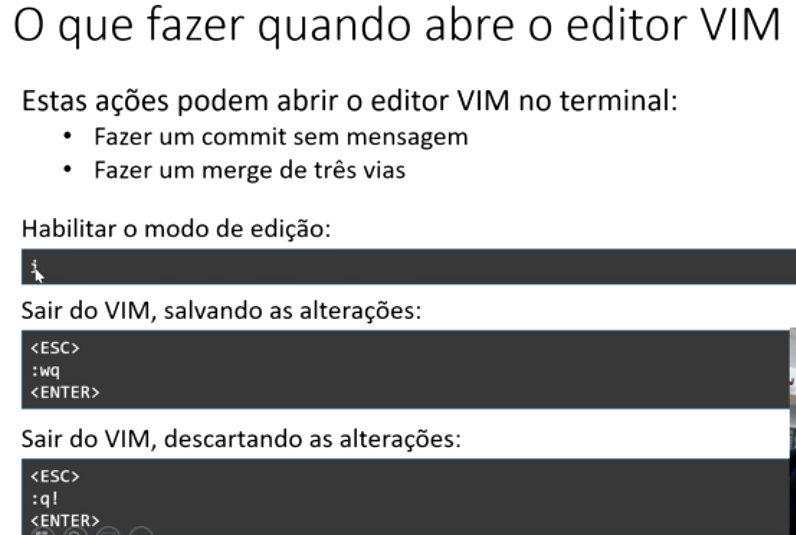 O que fazer quando abre o editor VIM
Estas ações podem abrir o editor VIM no terminal:
• Fazer um commit sem mensagem
• Fazer um merge de três vias
Habilitar o modo de edição:
i
Sair do VIM, salvando as alterações:
<ESC>
:wq
<ENTER>
Sair do VIM, descartando as alterações:
<ESC>
:q!
<ENTER>